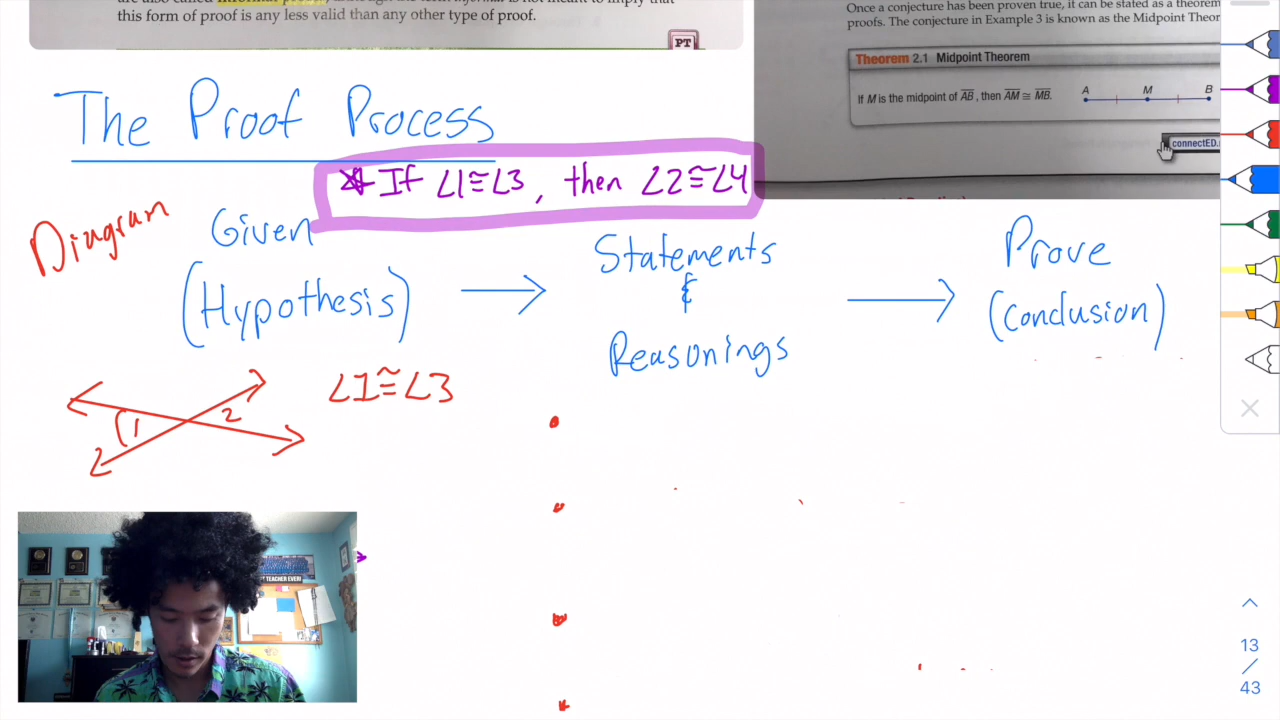 this form of proof is any less valid than any other type of proof.
PT
Once a conjecture has been proven true, it can be stated as a theorem
proofs. The conjecture in Example 3 is known as the Midpoint Theor
Theorem 2.1 Midpoint Theorem
If M is the midpoint of AB, then AM ≅ MB.
A M B
connectED.
The Proof Process
* If ∠1≅∠3, then ∠2≅∠4
Diagram
Given
(Hypothesis)
Statements
&
Reasonings
Prove
(Conclusion)
∠1≅∠3
1
2
TEACHER EVER!
13
/
43